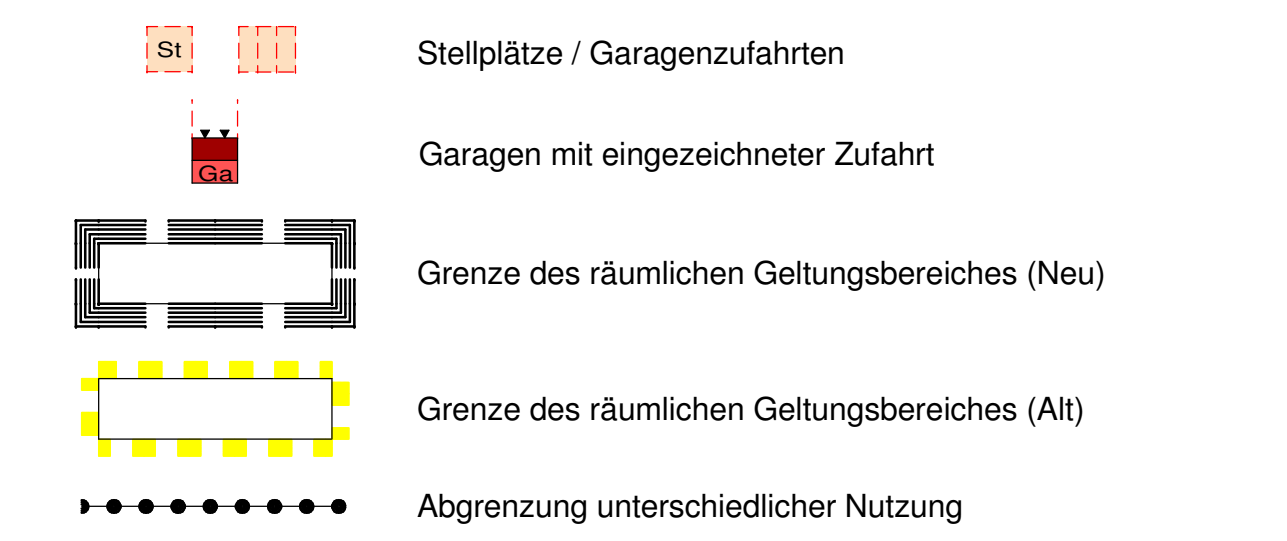 St Stellplätze / Garagenzufahrten
Garagen mit eingezeichneter Zufahrt
Ga
Grenze des räumlichen Geltungsbereiches (Neu)
Grenze des räumlichen Geltungsbereiches (Alt)
Abgrenzung unterschiedlicher Nutzung